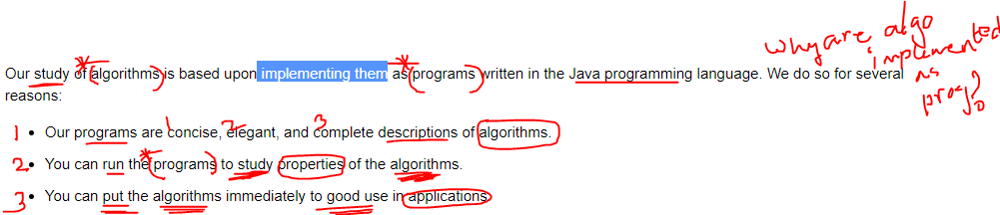 why are algo
implemented
as
prog?
Our study of algorithms is based upon implementing them as programs written in the Java programming language. We do so for several
reasons:
1 • Our programs are concise, elegant, and complete descriptions of algorithms.
1 2 3
2 • You can run the programs to study properties of the algorithms.
3 • You can put the algorithms immediately to good use in applications.